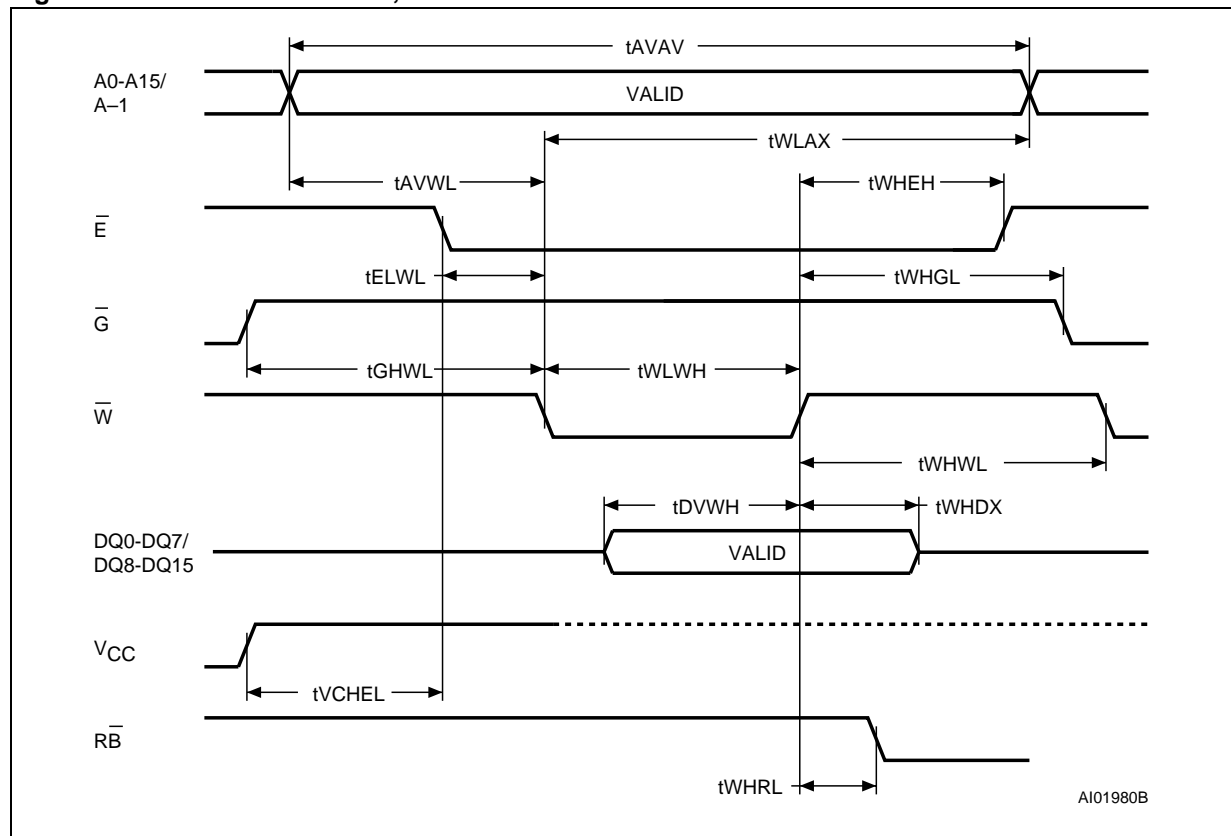 tAVAV
A0-A15/
A–1
VALID
tWLAX
tAVWL
tWHEH
E̅
tELWL
tWHGL
G̅
tGHWL
tWLWH
W̅
tWHWL
tDVWH
tWHDX
DQ0-DQ7/
DQ8-DQ15
VALID
VCC
tVCHEL
RB̅
tWHRL
AI01980B